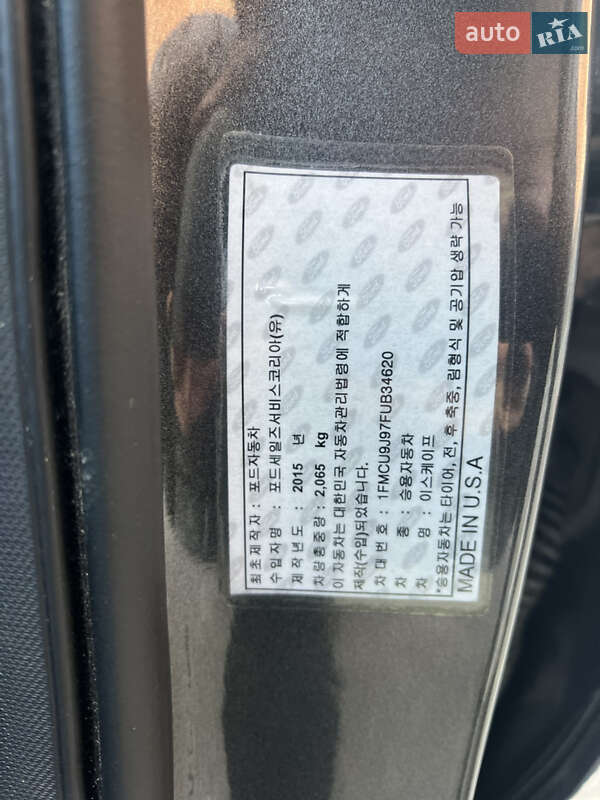 auto RIA.com
최초제작자 : 포드자동차
수입자명 : 포드세일즈서비스코리아(유)
제작년도 : 2015 년
차량총중량 : 2,065 kg
이 자동차는 대한민국 자동차관리법령에 적합하게
제작(수입)되었습니다.
차 대 번 호 : 1FMCU9J97FUB34620
차 종 : 승용자동차
차 명 : 이스케이프
*승용자동차는 타이어, 전, 후 축중, 림형식 및 공기압 생략 가능
MADE IN U.S.A